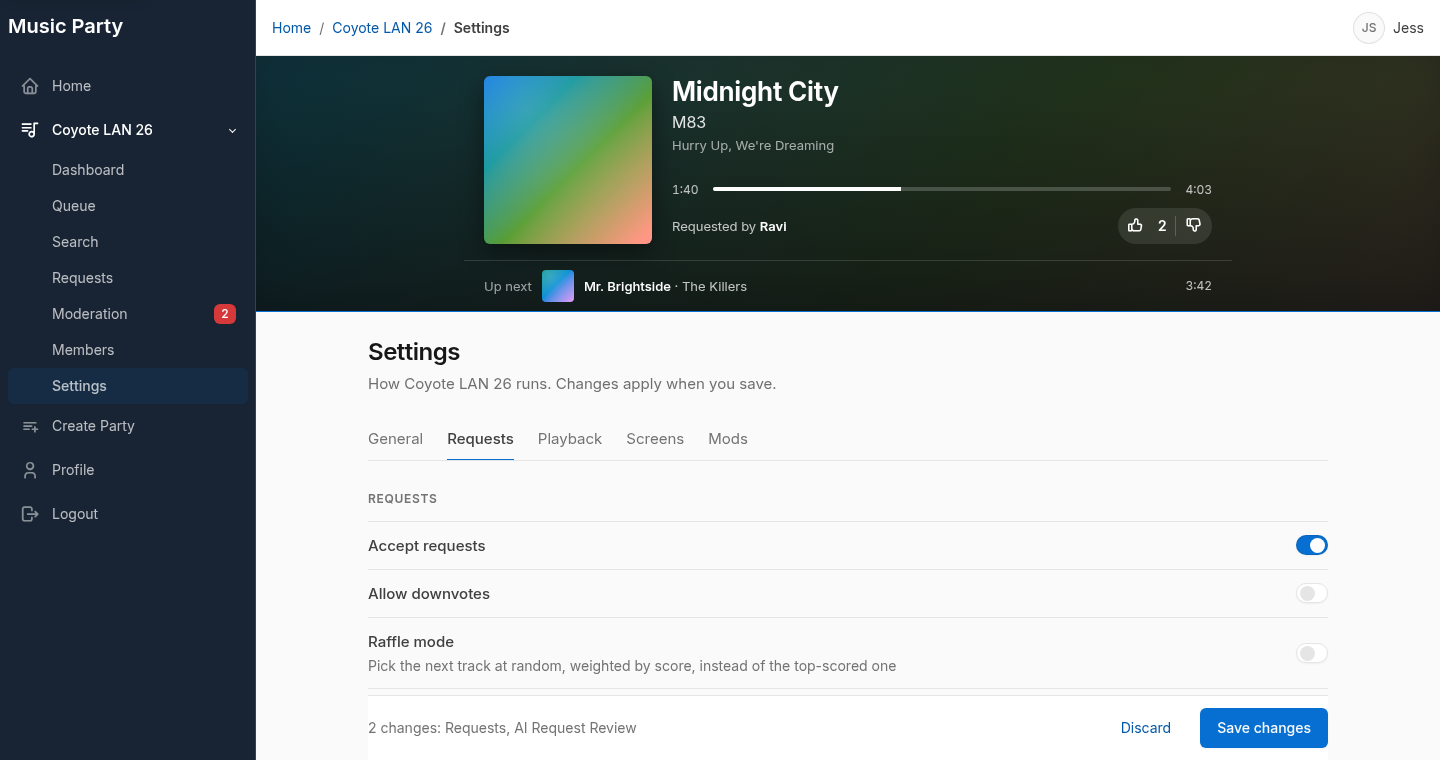 Music Party
Home
Coyote LAN 26
Dashboard
Queue
Search
Requests
Moderation 2
Members
Settings
Create Party
Profile
Logout
Home / Coyote LAN 26 / Settings
JS Jess
Midnight City
M83
Hurry Up, We're Dreaming
1:40 4:03
Requested by Ravi 2
Up next Mr. Brightside · The Killers 3:42
Settings
How Coyote LAN 26 runs. Changes apply when you save.
General Requests Playback Screens Mods
REQUESTS
Accept requests
Allow downvotes
Raffle mode
Pick the next track at random, weighted by score, instead of the top-scored one
2 changes: Requests, AI Request Review Discard Save changes